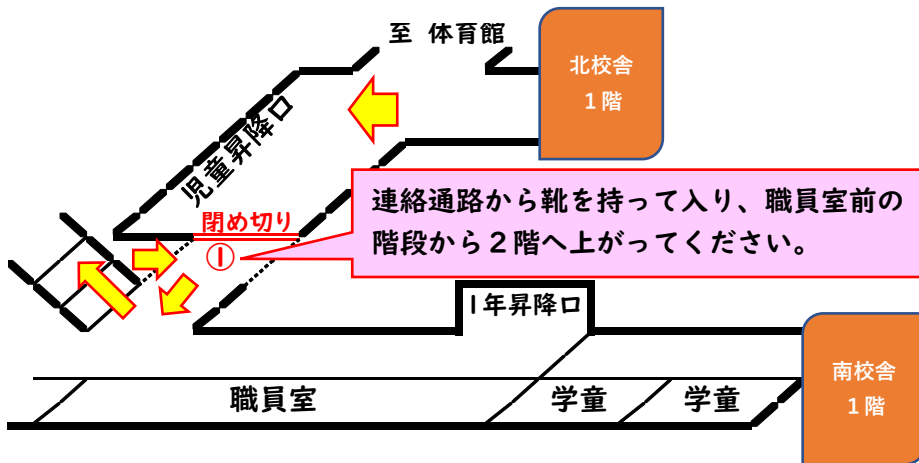 至 体育館
北校舎
１階
児童昇降口
連絡通路から靴を持って入り、職員室前の
階段から２階へ上がってください。
閉め切り
①
1年昇降口
職員室
学童
学童
南校舎
１階